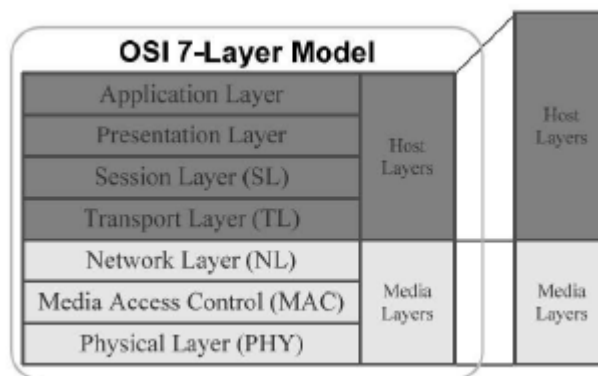 OSI 7-Layer Model
Application Layer
Presentation Layer
Session Layer (SL)
Transport Layer (TL)
Host
Layers
Network Layer (NL)
Media Access Control (MAC)
Physical Layer (PHY)
Media
Layers
Host
Layers
Media
Layers